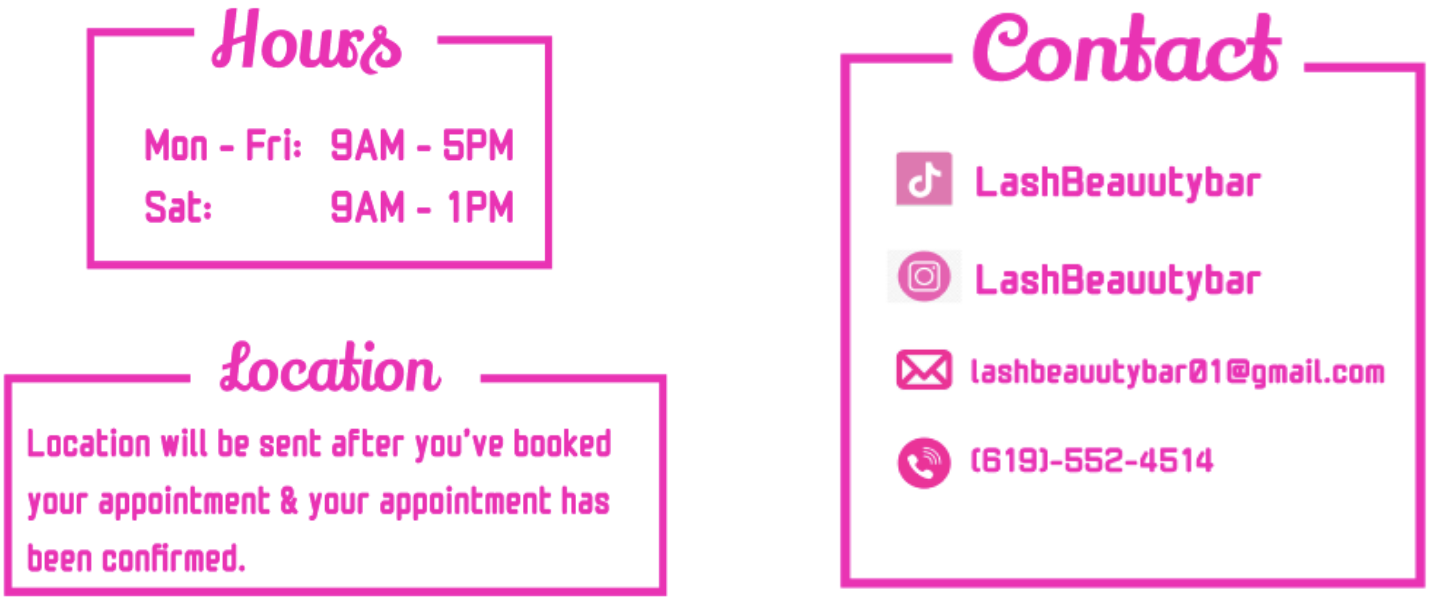 Hours
Mon - Fri: 9AM - 5PM
Sat: 9AM - 1PM
Location
Location will be sent after you've booked
your appointment & your appointment has
been confirmed.
Contact
LashBeauutybar
LashBeauutybar
lashbeauutybar01@gmail.com
(619)-552-4514